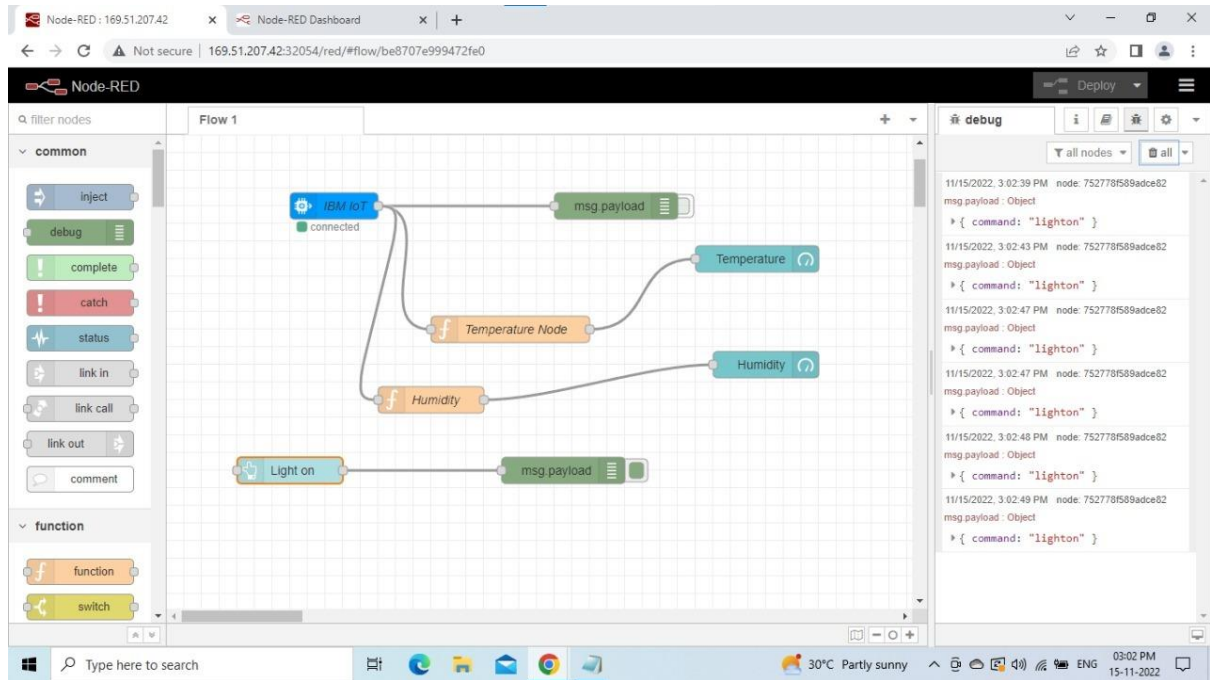 Node-RED : 169.51.207.42
Node-RED Dashboard
Not secure
169.51.207.42:32054/red/#flow/be8707e999472fe0
Node-RED
Deploy
filter nodes
Flow 1
debug
i
common
all nodes
all
inject
debug
complete
catch
status
link in
link call
link out
comment
function
function
switch
IBM IoT
connected
msg.payload
Temperature
Temperature Node
Humidity
Humidity
Light on
msg.payload
11/15/2022, 3:02:39 PM node: 752778f589adce82
msg.payload : Object
{ command: "lighton" }
11/15/2022, 3:02:43 PM node: 752778f589adce82
msg.payload : Object
{ command: "lighton" }
11/15/2022, 3:02:47 PM node: 752778f589adce82
msg.payload : Object
{ command: "lighton" }
11/15/2022, 3:02:47 PM node: 752778f589adce82
msg.payload : Object
{ command: "lighton" }
11/15/2022, 3:02:48 PM node: 752778f589adce82
msg.payload : Object
{ command: "lighton" }
11/15/2022, 3:02:49 PM node: 752778f589adce82
msg.payload : Object
{ command: "lighton" }
Type here to search
30°C Partly sunny
ENG
03:02 PM
15-11-2022